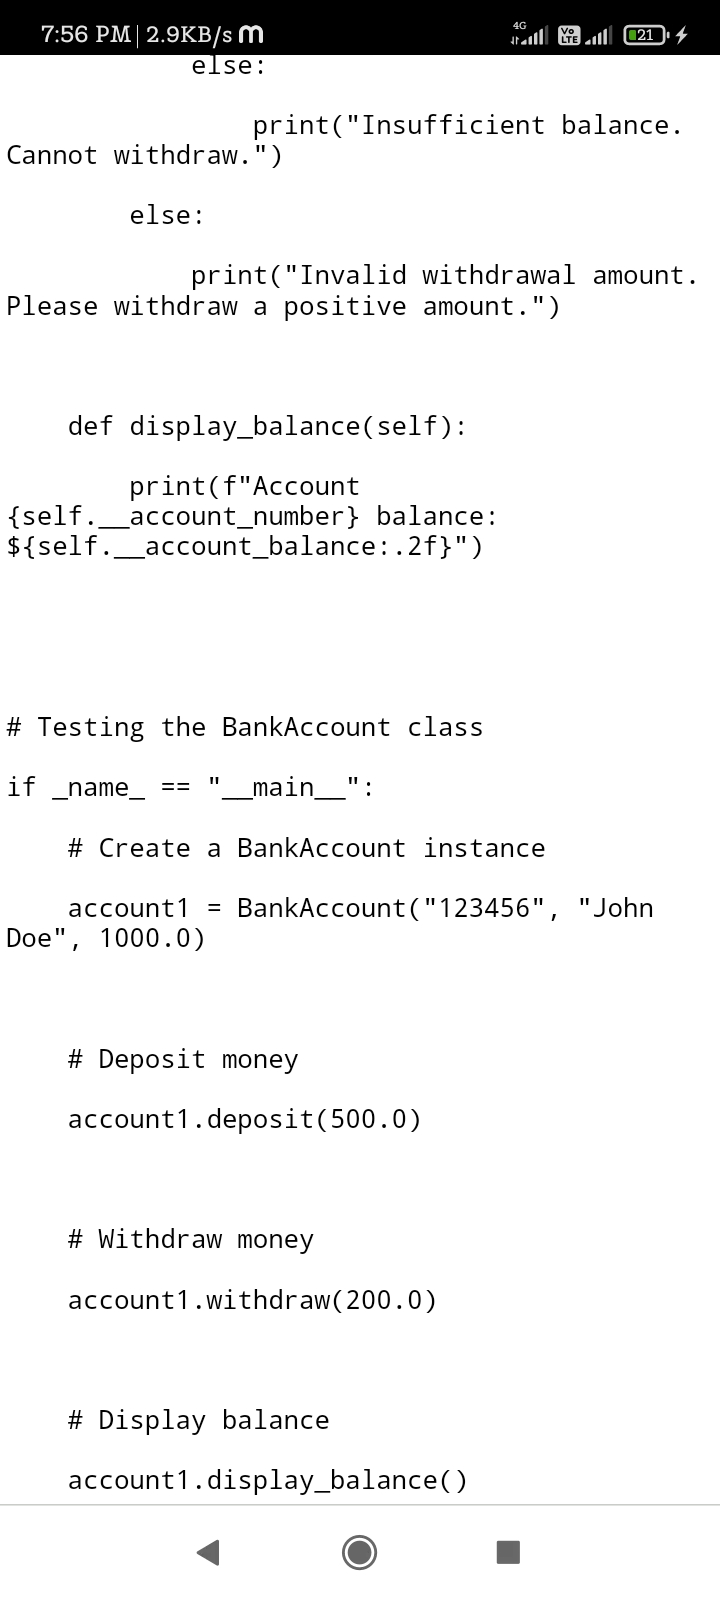 7:56 PM | 2.9KB/s m 4G Vo LTE 21
else:
print("Insufficient balance.
Cannot withdraw.")
else:
print("Invalid withdrawal amount.
Please withdraw a positive amount.")
def display_balance(self):
print(f"Account
{self.__account_number} balance:
${self.__account_balance:.2f}")
# Testing the BankAccount class
if _name_ == "__main__":
# Create a BankAccount instance
account1 = BankAccount("123456", "John
Doe", 1000.0)
# Deposit money
account1.deposit(500.0)
# Withdraw money
account1.withdraw(200.0)
# Display balance
account1.display_balance()